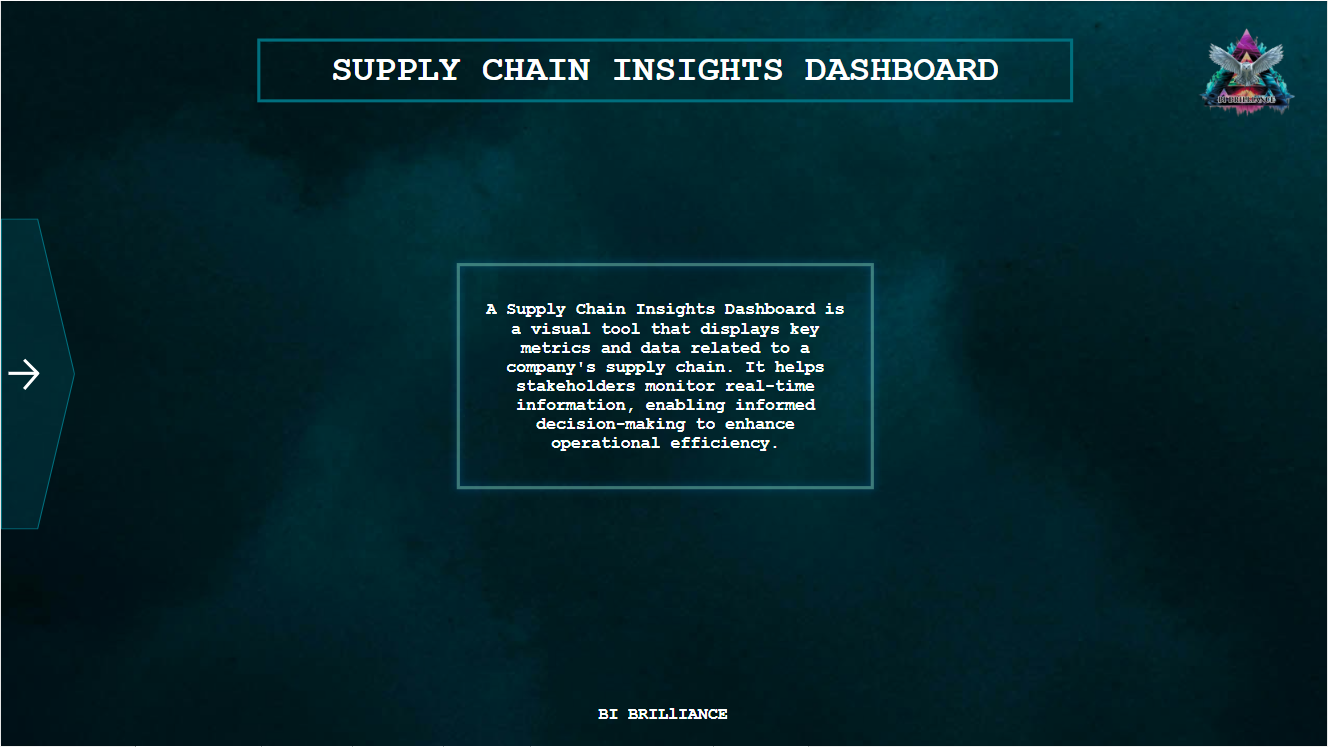 SUPPLY CHAIN INSIGHTS DASHBOARD
BI BRILLIANCE
A Supply Chain Insights Dashboard is
a visual tool that displays key
metrics and data related to a
company's supply chain. It helps
stakeholders monitor real-time
information, enabling informed
decision-making to enhance
operational efficiency.
BI BRILlIANCE